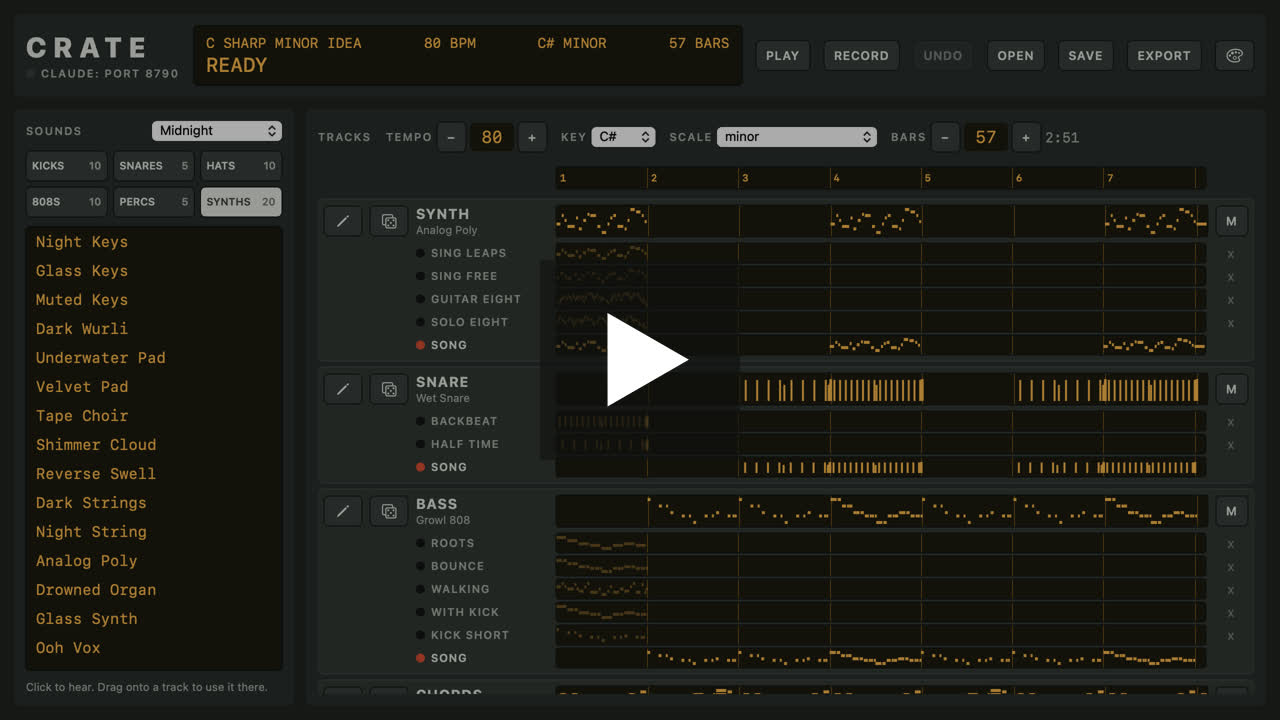 CRATE
CLAUDE: PORT 8790
C SHARP MINOR IDEA 80 BPM C# MINOR 57 BARS
READY
PLAY RECORD UNDO OPEN SAVE EXPORT
SOUNDS Midnight
KICKS 10 SNARES 5 HATS 10
808S 10 PERCS 5 SYNTHS 20
Night Keys
Glass Keys
Muted Keys
Dark Wurli
Underwater Pad
Velvet Pad
Tape Choir
Shimmer Cloud
Reverse Swell
Dark Strings
Night String
Analog Poly
Drowned Organ
Glass Synth
Ooh Vox
Click to hear. Drag onto a track to use it there.
TRACKS TEMPO - 80 + KEY C# SCALE minor BARS - 57 + 2:51
1 2 3 4 5 6 7
SYNTH M
Analog Poly
SING LEAPS x
SING FREE x
GUITAR EIGHT x
SOLO EIGHT x
SONG
SNARE M
Wet Snare
BACKBEAT x
HALF TIME x
SONG
BASS M
Growl 808
ROOTS x
BOUNCE x
WALKING x
WITH KICK x
KICK SHORT x
SONG
CHORDS